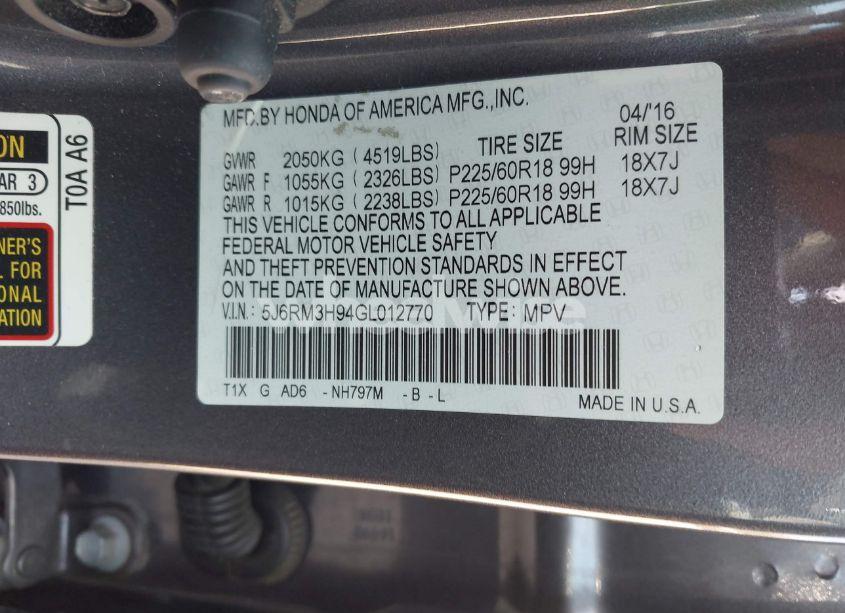 MFD.BY HONDA OF AMERICA MFG.,INC. 04/'16
GVWR 2050KG ( 4519LBS) TIRE SIZE RIM SIZE
GAWR F 1055KG ( 2326LBS) P225/60R18 99H 18X7J
GAWR R 1015KG ( 2238LBS) P225/60R18 99H 18X7J
THIS VEHICLE CONFORMS TO ALL APPLICABLE
FEDERAL MOTOR VEHICLE SAFETY
AND THEFT PREVENTION STANDARDS IN EFFECT
ON THE DATE OF MANUFACTURE SHOWN ABOVE.
V.I.N.: 5J6RM3H94GL012770 TYPE: MPV
T1X G AD6 -NH797M -B -L
MADE IN U.S.A.
ON
AR 3
850lbs.
NER'S
L FOR
ONAL
ATION
T0A A6